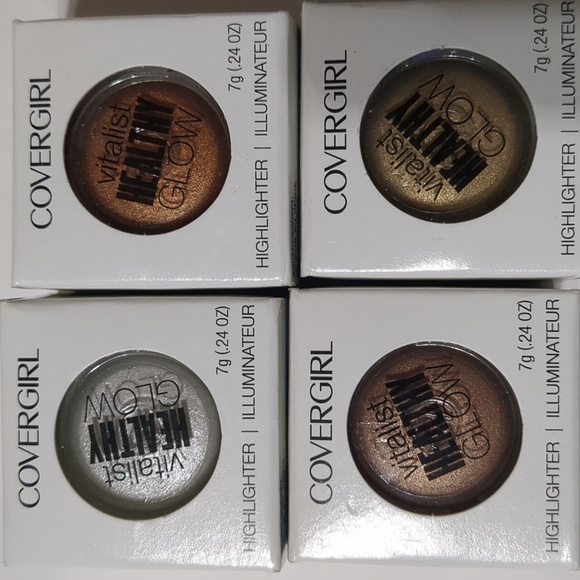 COVERGIRL
vitalist
HEALTHY
GLOW
7g (.24 OZ)
HIGHLIGHTER | ILLUMINATEUR
COVERGIRL
vitalist
HEALTHY
GLOW
7g (.24 OZ)
HIGHLIGHTER | ILLUMINATEUR
COVERGIRL
vitalist
HEALTHY
GLOW
7g (.24 OZ)
HIGHLIGHTER | ILLUMINATEUR
COVERGIRL
vitalist
HEALTHY
GLOW
7g (.24 OZ)
HIGHLIGHTER | ILLUMINATEUR